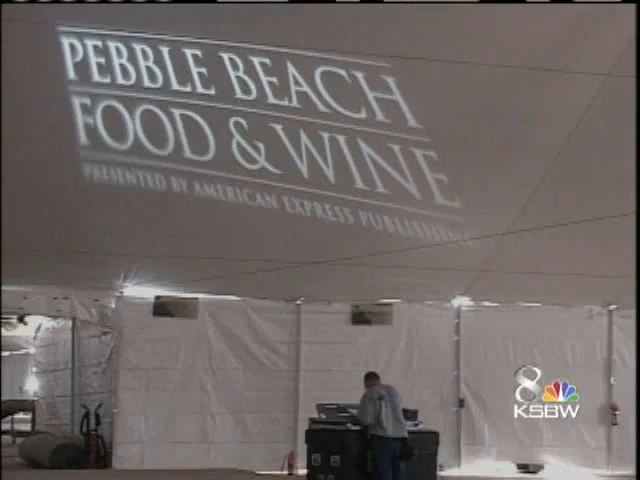 PEBBLE BEACH
FOOD & WINE
PRESENTED BY AMERICAN EXPRESS PUBLISHING
8
KSBW